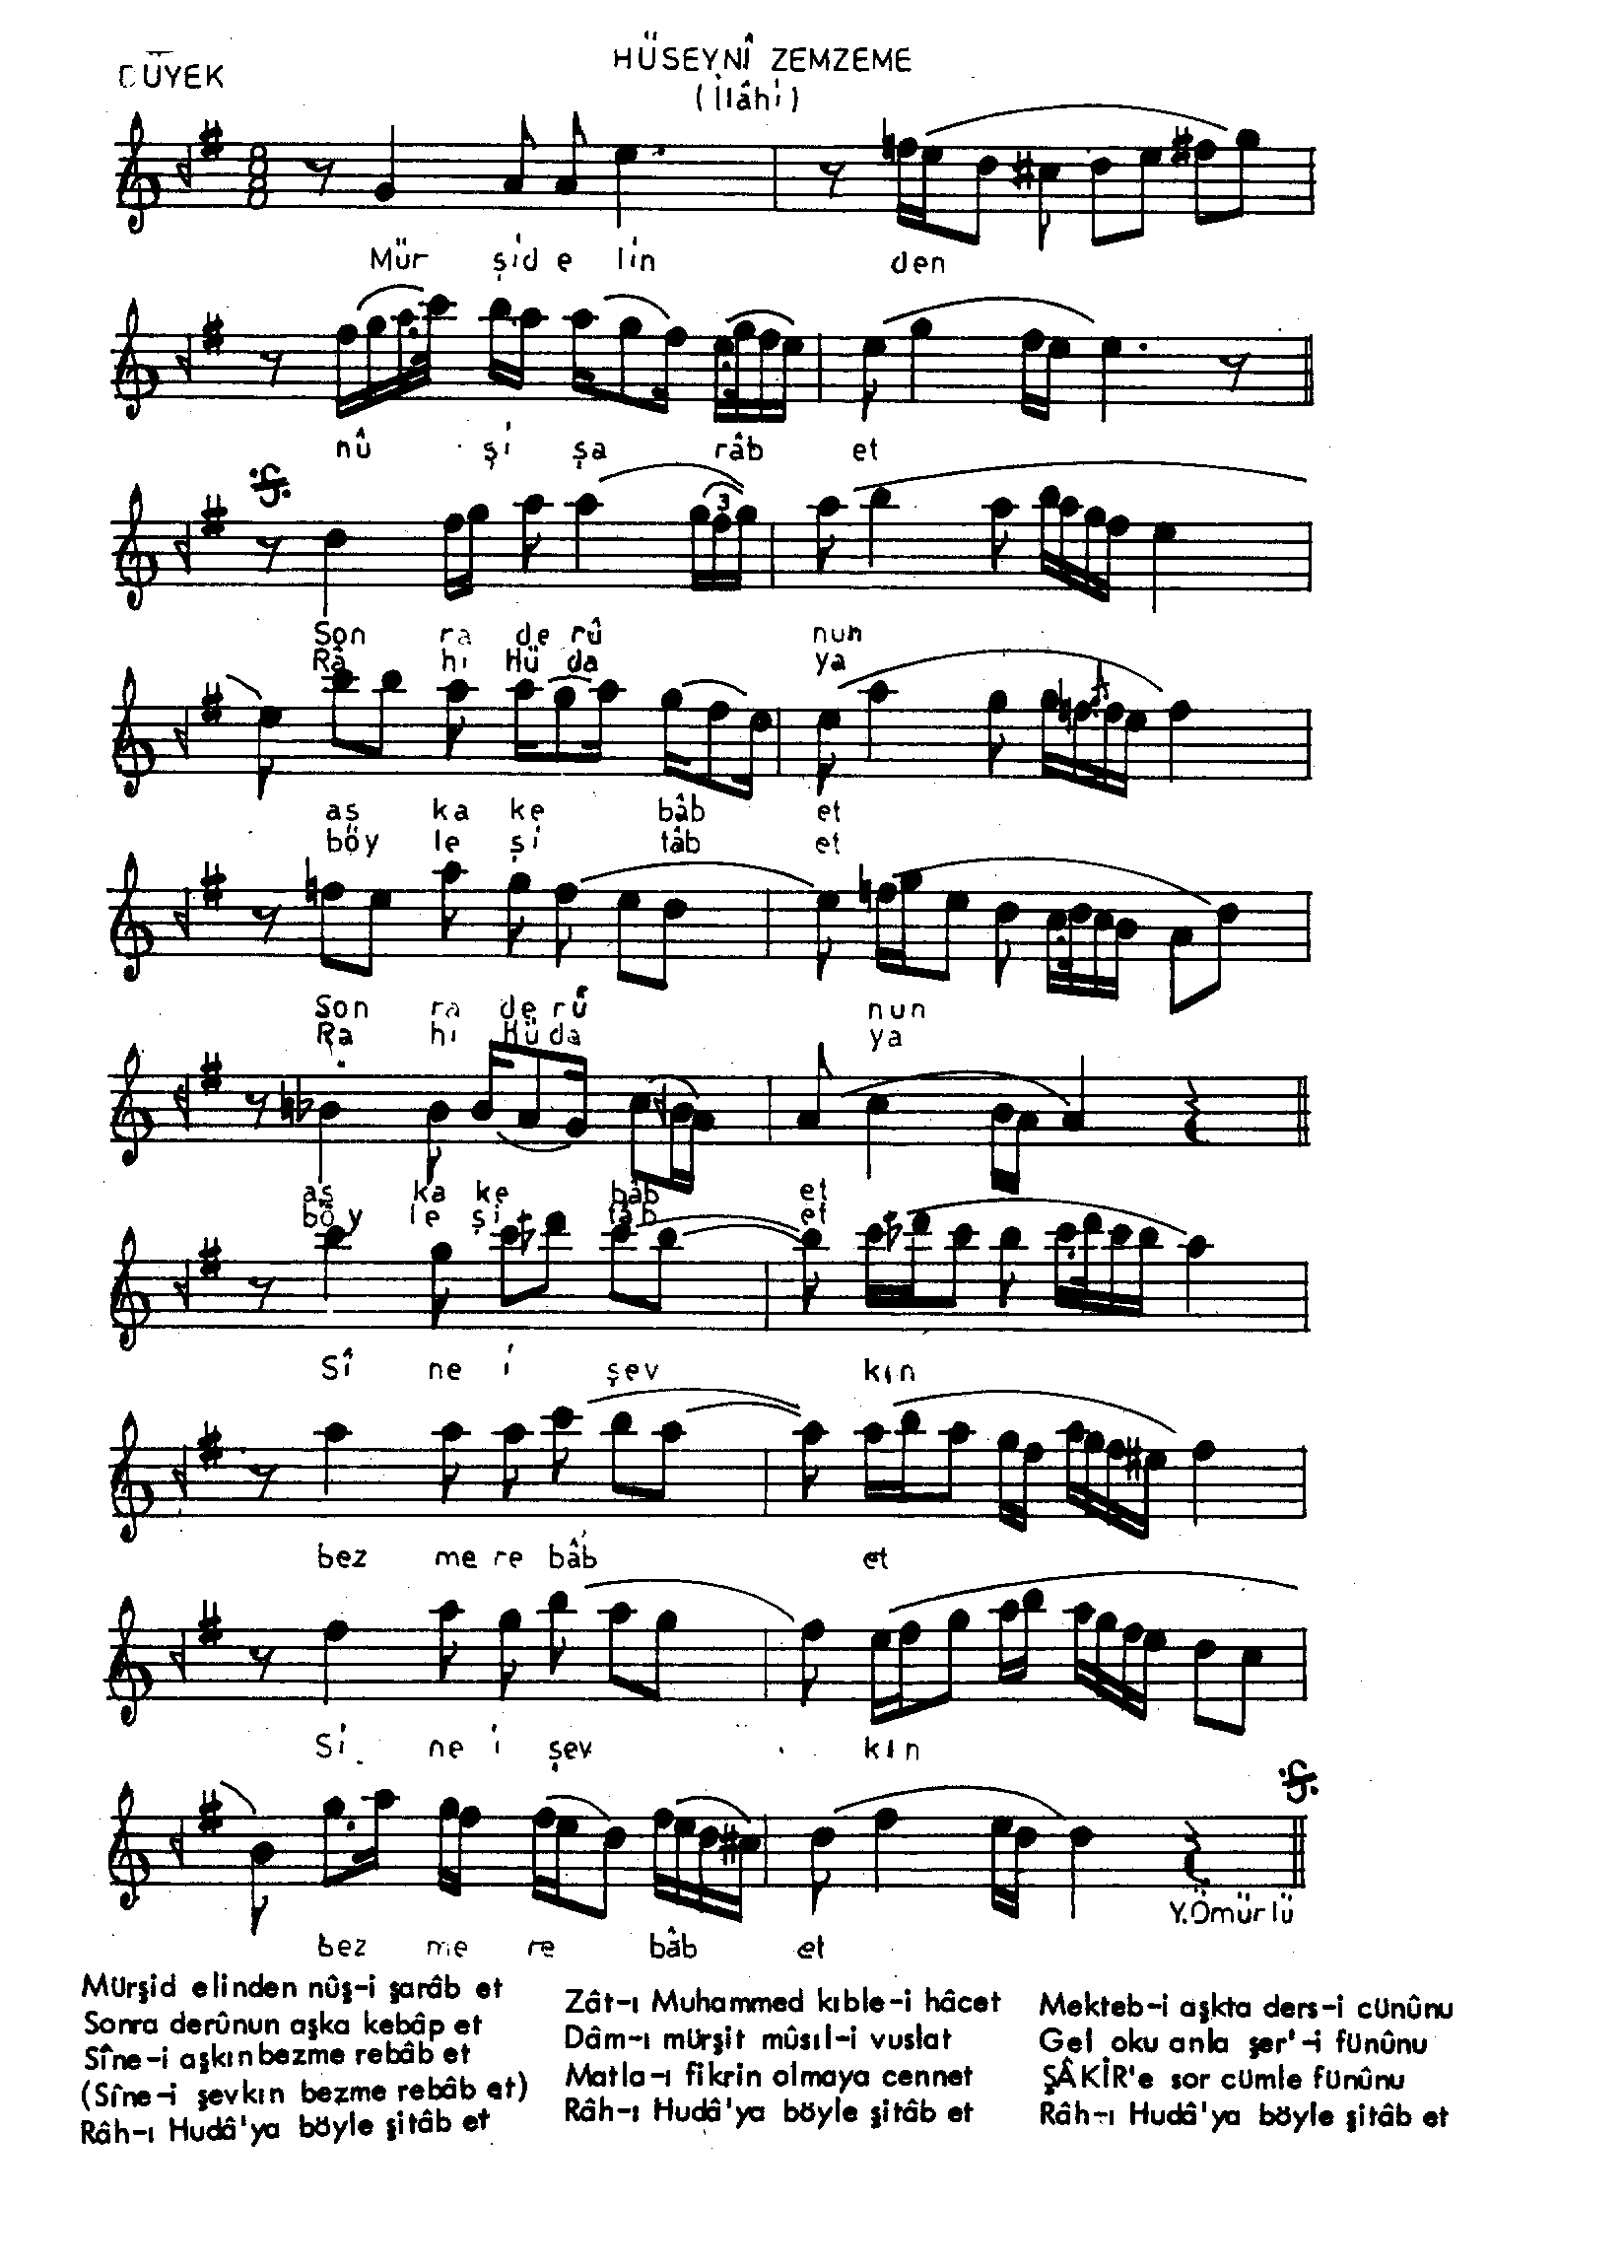 DÜYEK
HÜSEYNÎ ZEMZEME
(İlâhi)
8
8
Mür şid e lin den
nû şi şa râb et
3
Son ra de rû nun
Râ hı Hü da ya
aş ka ke bâb et
böy le şi tâb et
Son ra de rû nun
Ra hı Hü da ya
aş ka ke bâb et
böy le şi tâb et
Sî ne i şev kın
bez me re bâb et
Si ne i şev kın
bez me re bâb et
Y.Ömürlü
Mürşid elinden nûş-i şarâb et
Sonra derûnun aşka kebâp et
Sîne-i aşkın bezme rebâb et
(Sîne-i şevkın bezme rebâb et)
Râh-ı Hudâ'ya böyle şitâb et
Zât-ı Muhammed kıble-i hâcet
Dâm-ı mürşit mûsıl-i vuslat
Matla-ı fikrin olmaya cennet
Râh-ı Hudâ'ya böyle şitâb et
Mekteb-i aşkta ders-i cünûnu
Gel oku anla şer'-i fünûnu
ŞÂKİR'e sor cümle fünûnu
Râh-ı Hudâ'ya böyle şitâb et